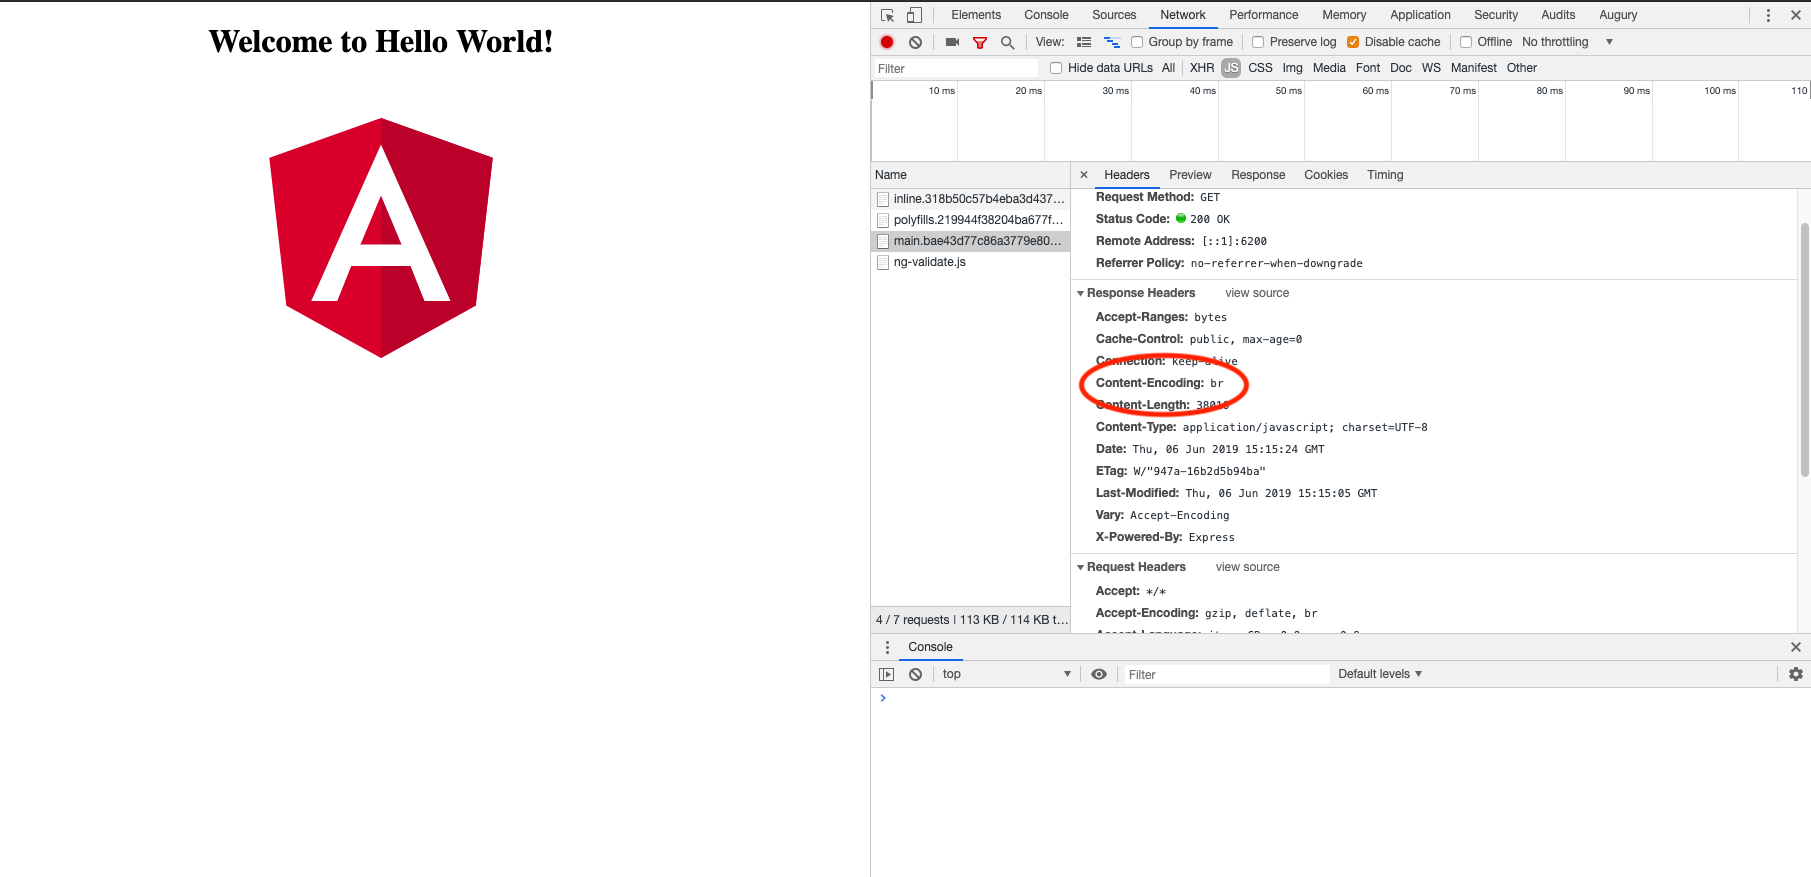 Welcome to Hello World!
A
Elements Console Sources Network Performance Memory Application Security Audits Augury
View: Group by frame Preserve log Disable cache Offline No throttling
Filter Hide data URLs All XHR JS CSS Img Media Font Doc WS Manifest Other
10 ms 20 ms 30 ms 40 ms 50 ms 60 ms 70 ms 80 ms 90 ms 100 ms 110
Name
inline.318b50c57b4eba3d437...
polyfills.219944f38204ba677f...
main.bae43d77c86a3779e80...
ng-validate.js
4 / 7 requests | 113 KB / 114 KB t...
× Headers Preview Response Cookies Timing
Request Method: GET
Status Code: 200 OK
Remote Address: [::1]:6200
Referrer Policy: no-referrer-when-downgrade
Response Headers view source
Accept-Ranges: bytes
Cache-Control: public, max-age=0
Connection: keep-alive
Content-Encoding: br
Content-Length:
Content-Type: application/javascript; charset=UTF-8
Date: Thu, 06 Jun 2019 15:15:24 GMT
ETag: W/"947a-16b2d5b94ba"
Last-Modified: Thu, 06 Jun 2019 15:15:05 GMT
Vary: Accept-Encoding
X-Powered-By: Express
Request Headers view source
Accept: */*
Accept-Encoding: gzip, deflate, br
Console
top Filter Default levels